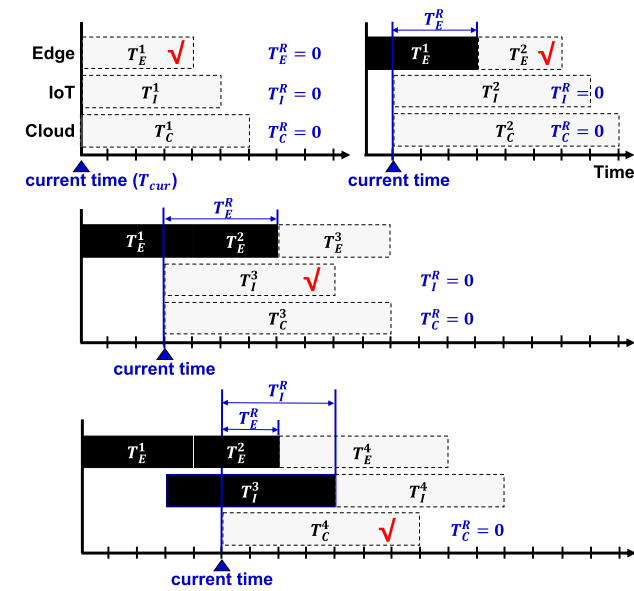 Edge $T_E^1$ √ $T_E^R = 0$
IoT $T_I^1$ $T_I^R = 0$
Cloud $T_C^1$ $T_C^R = 0$
current time ($T_{cur}$)
$T_E^R$
$T_E^1$ $T_E^2$ √
$T_I^2$ $T_I^R = 0$
$T_C^2$ $T_C^R = 0$
Time
current time
$T_E^R$
$T_E^1$ $T_E^2$ $T_E^3$
$T_I^3$ √ $T_I^R = 0$
$T_C^3$ $T_C^R = 0$
current time
$T_I^R$
$T_E^R$
$T_E^1$ $T_E^2$ $T_E^4$
$T_I^3$ $T_I^4$
$T_C^4$ √ $T_C^R = 0$
current time